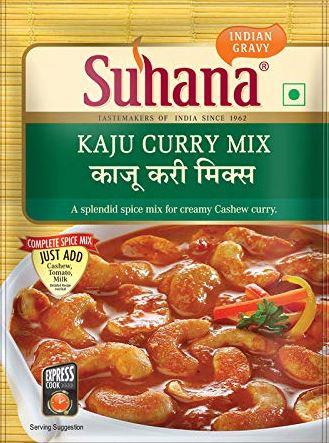 INDIAN
GRAVY
Suhana®
TASTEMAKERS OF INDIA SINCE 1962
KAJU CURRY MIX
काजू करी मिक्स
A splendid spice mix for creamy Cashew curry.
COMPLETE SPICE MIX
JUST ADD
Cashew,
Tomato,
Milk
EXPRESS
COOK
Serving Suggestion